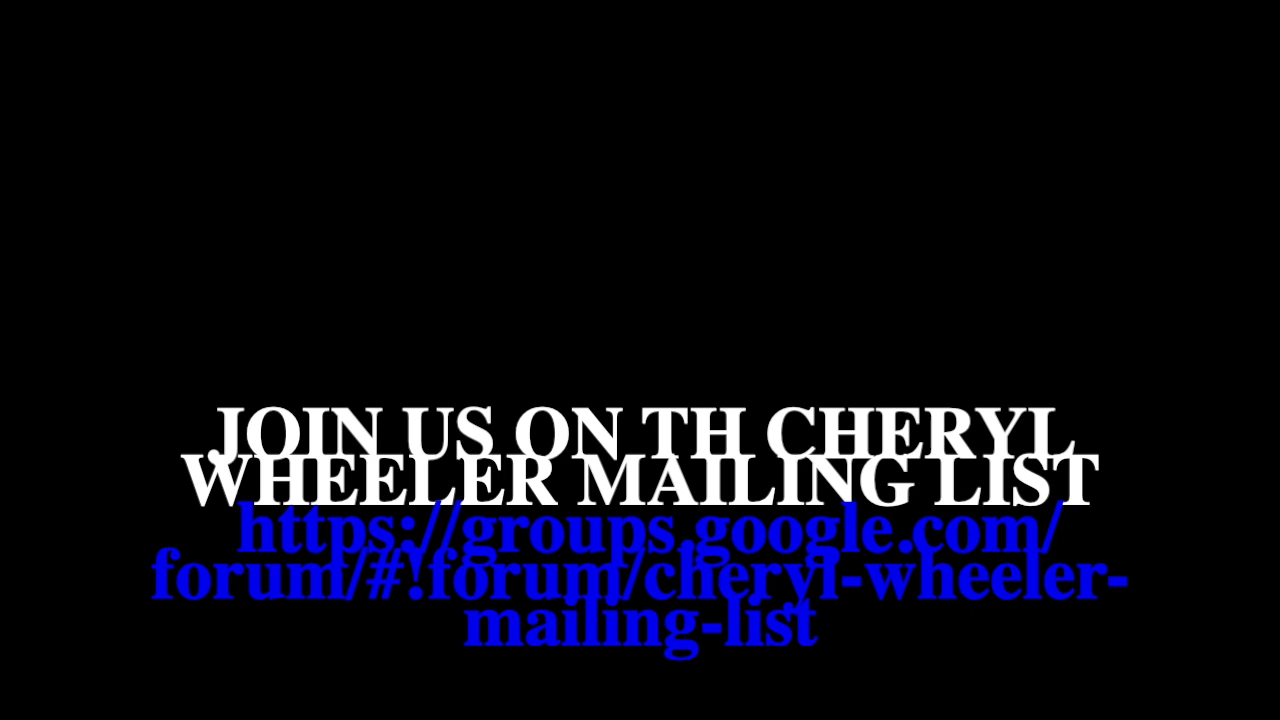 JOIN US ON TH CHERYL
WHEELER MAILING LIST
https://groups.google.com/
forum/#!forum/cheryl-wheeler-
mailing-list